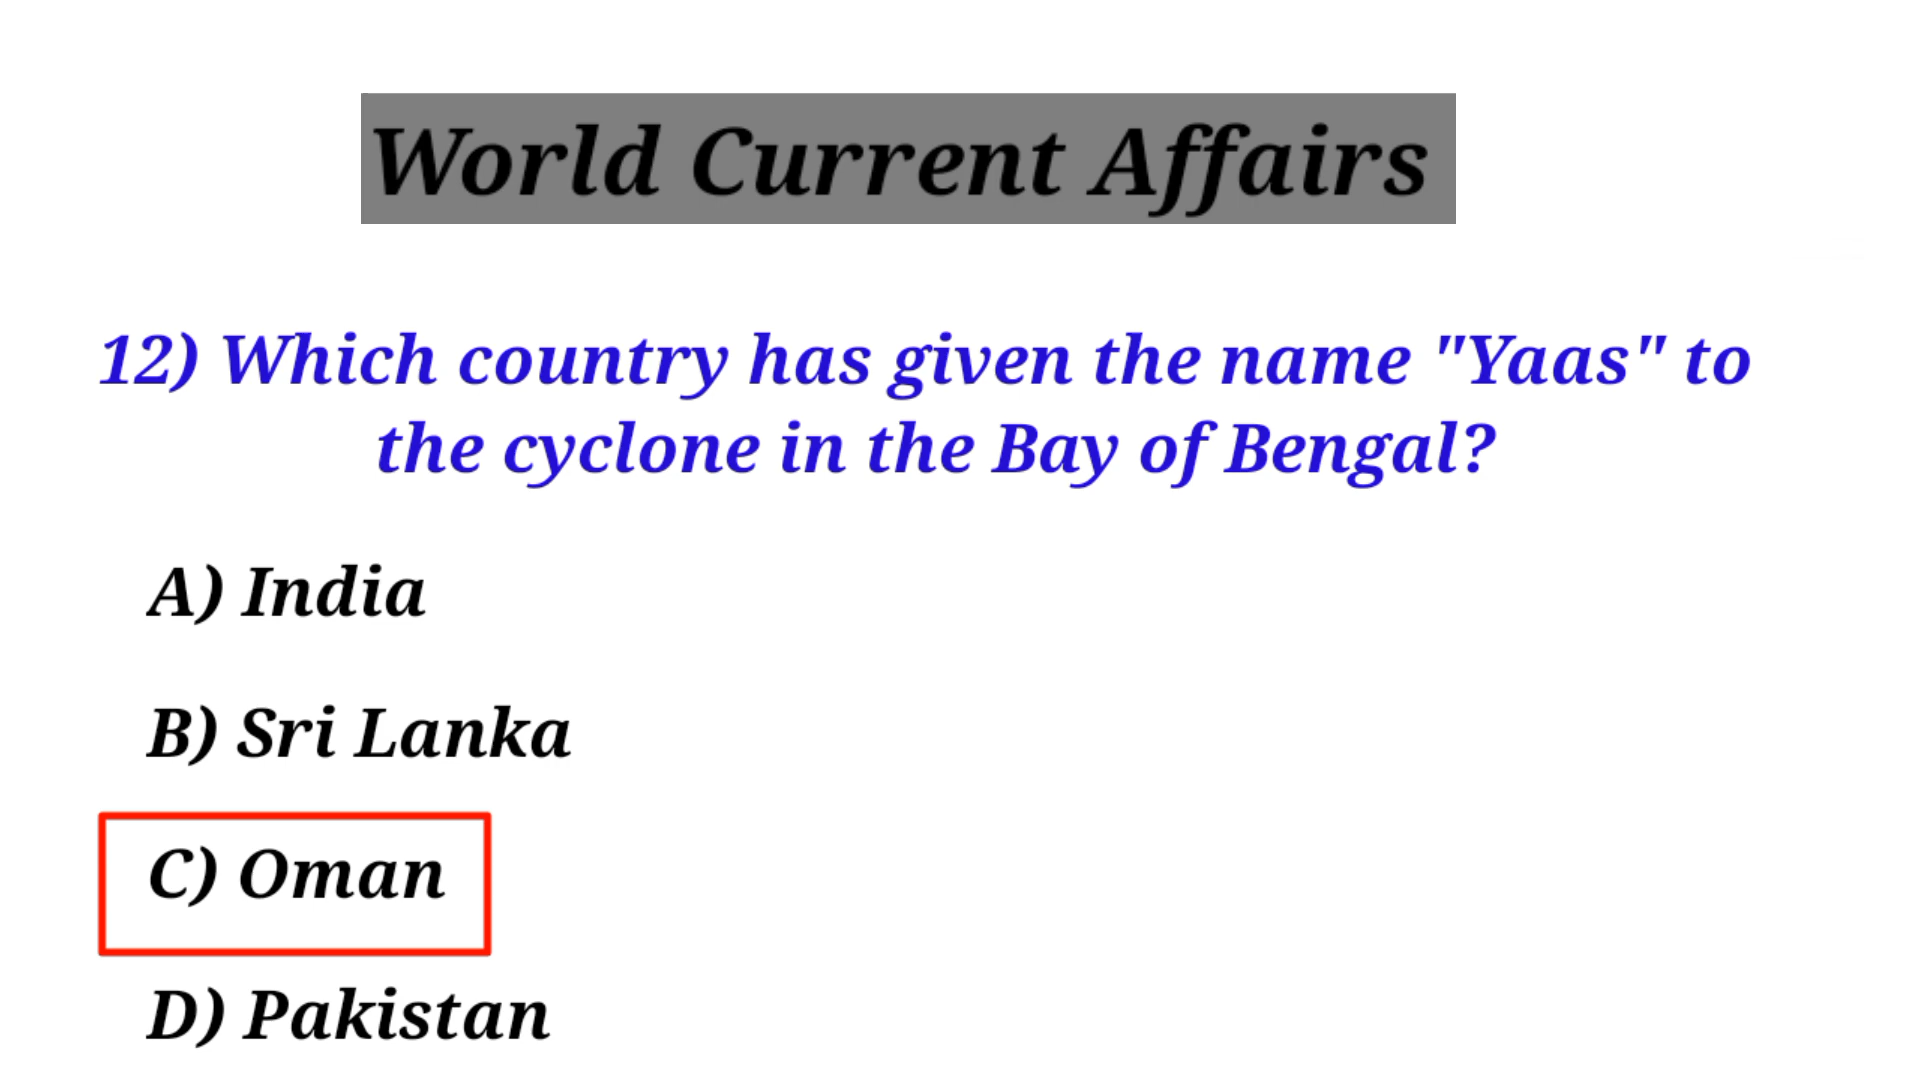 World Current Affairs
12) Which country has given the name "Yaas" to
the cyclone in the Bay of Bengal?
A) India
B) Sri Lanka
C) Oman
D) Pakistan